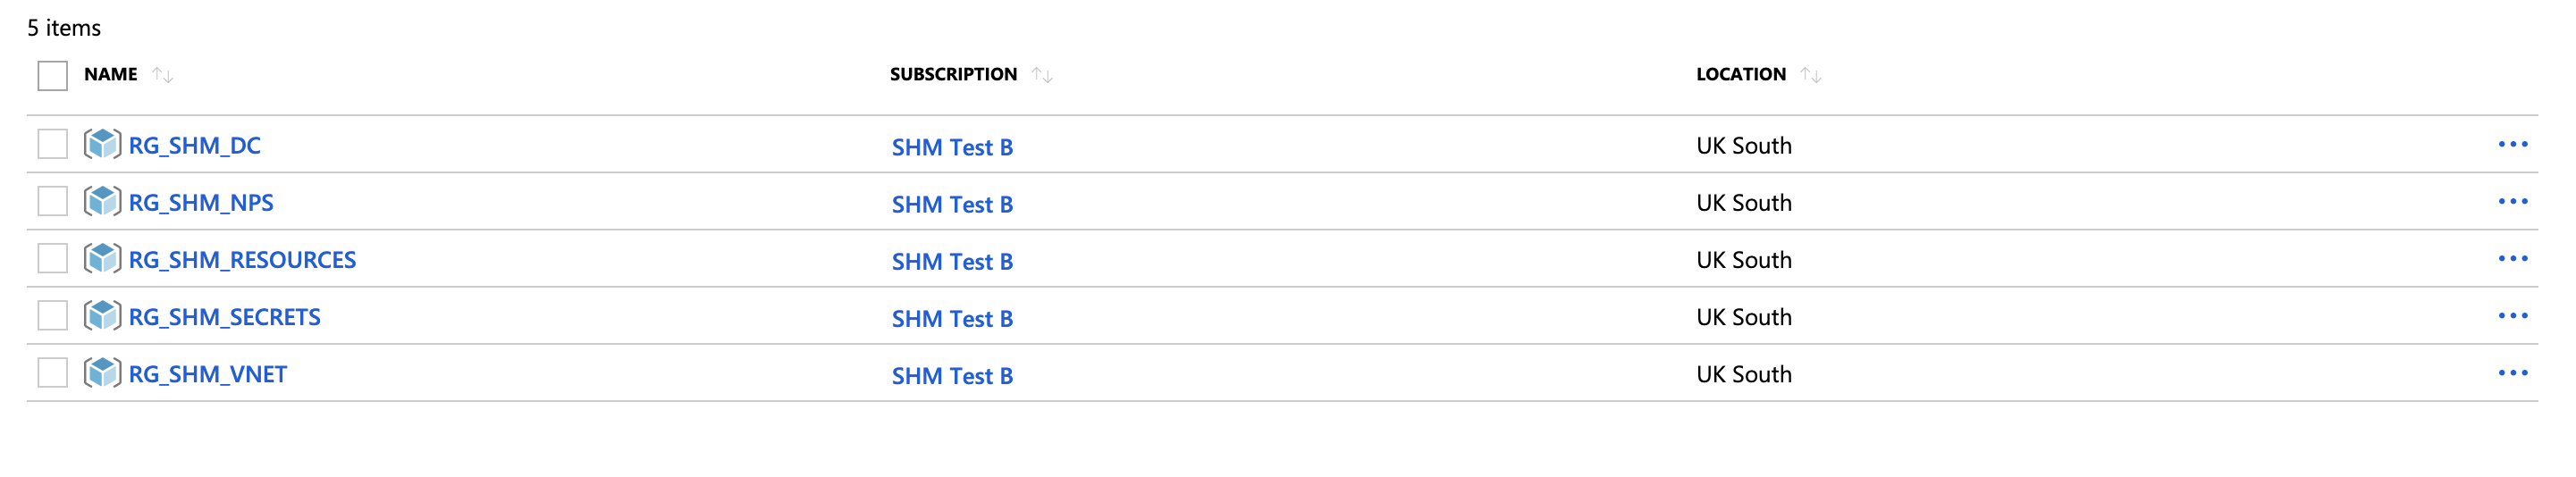 5 items
NAME SUBSCRIPTION LOCATION
RG_SHM_DC SHM Test B UK South
RG_SHM_NPS SHM Test B UK South
RG_SHM_RESOURCES SHM Test B UK South
RG_SHM_SECRETS SHM Test B UK South
RG_SHM_VNET SHM Test B UK South